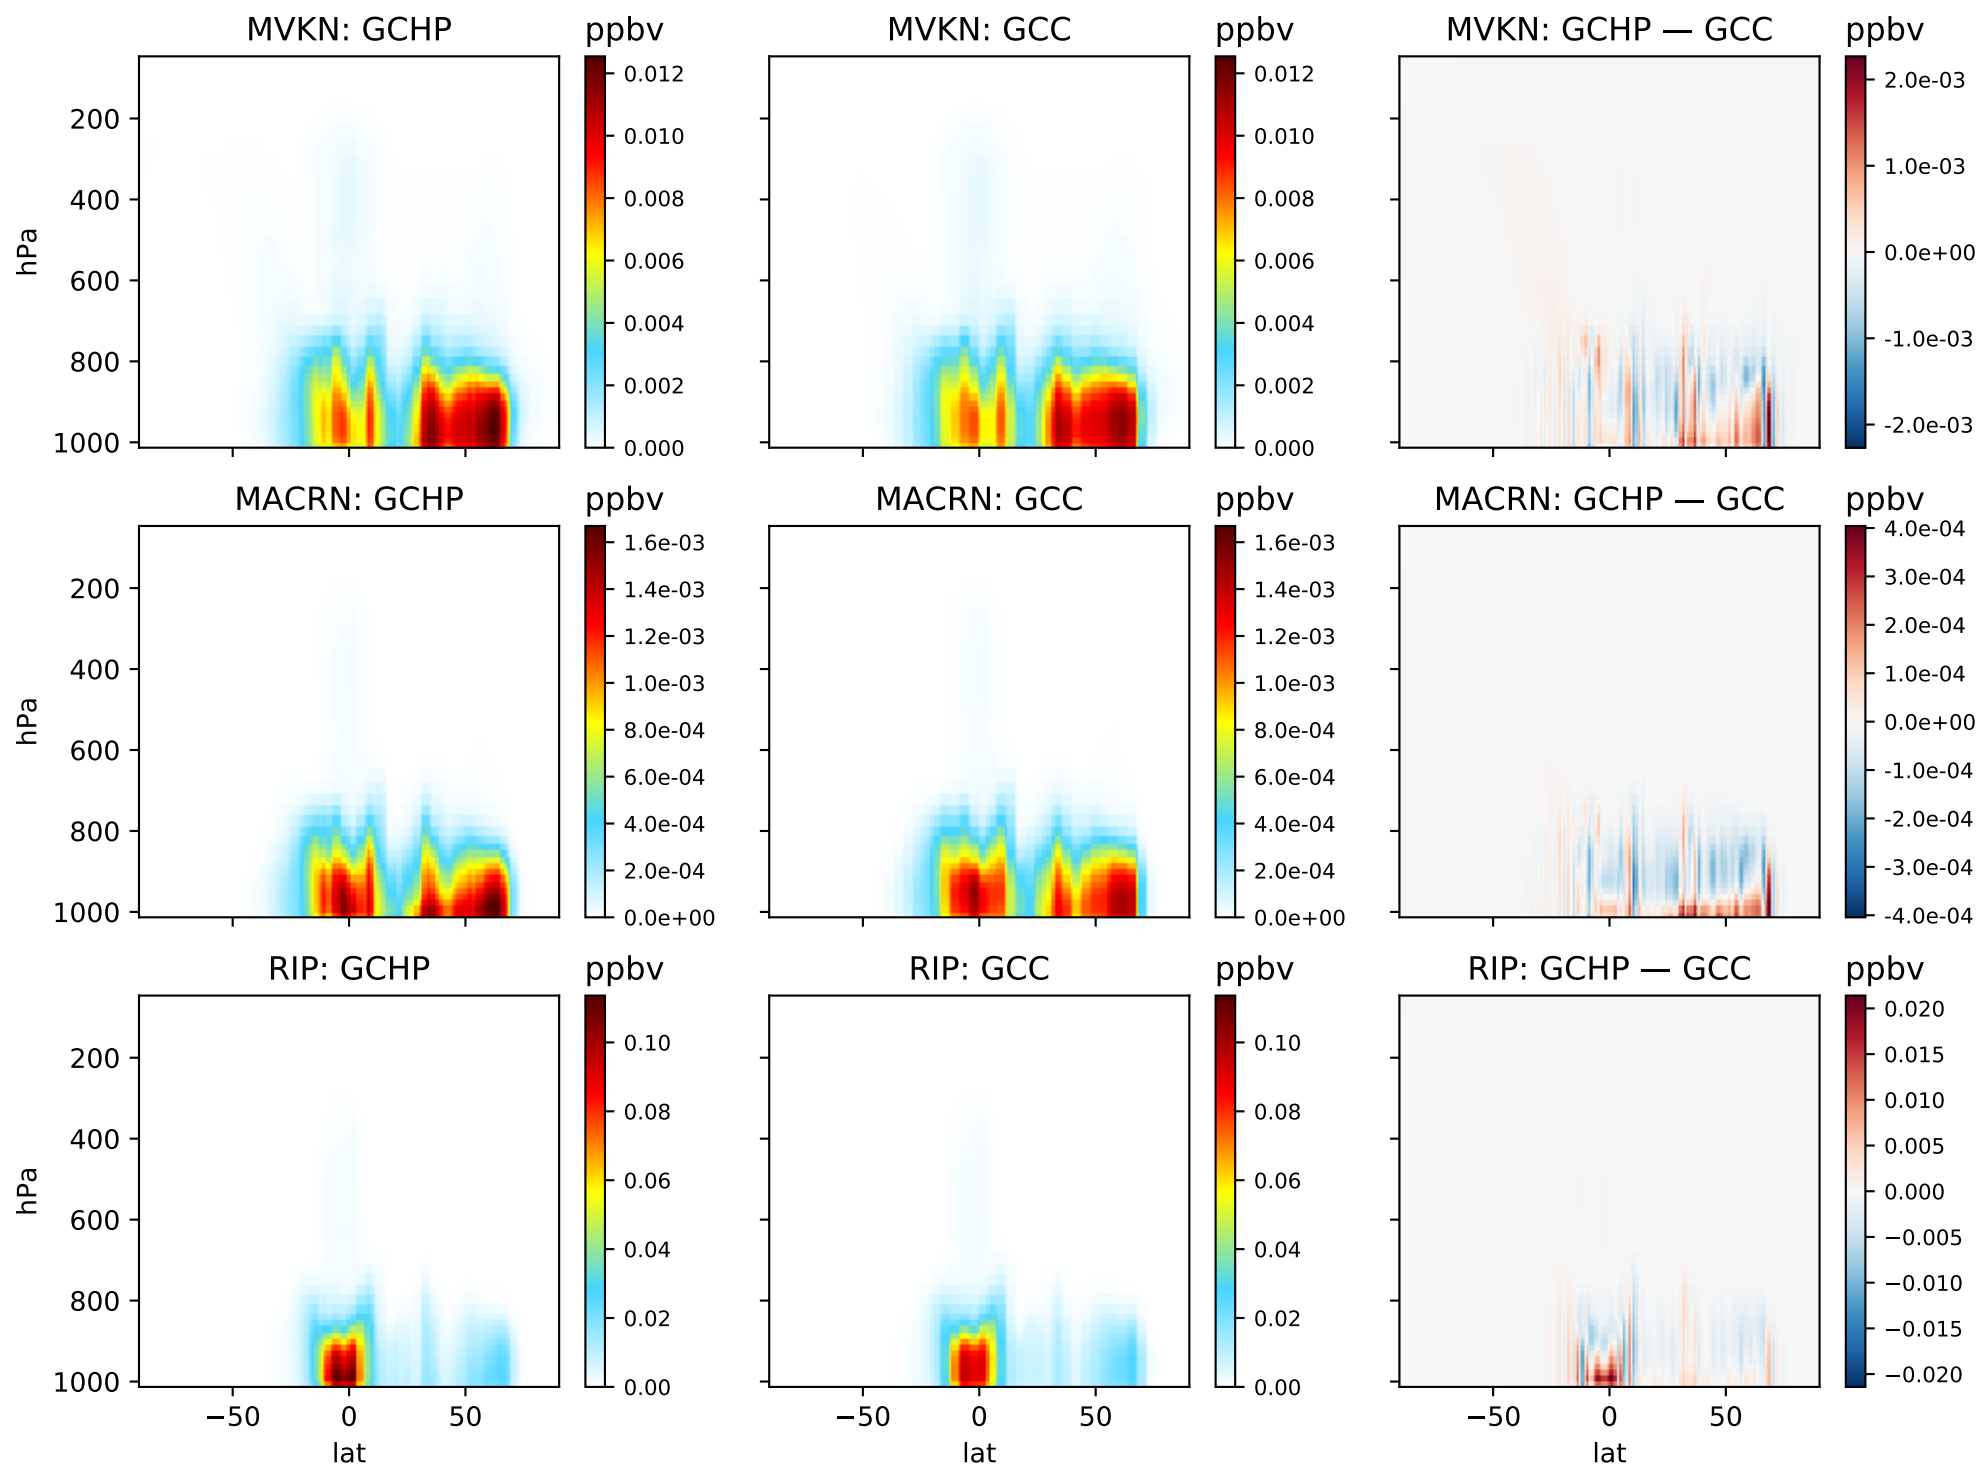 MVKN: GCHP ppbv MVKN: GCC ppbv MVKN: GCHP — GCC ppbv
hPa
200
400
600
800
1000
0.012
0.010
0.008
0.006
0.004
0.002
0.000
0.012
0.010
0.008
0.006
0.004
0.002
0.000
2.0e-03
1.0e-03
0.0e+00
-1.0e-03
-2.0e-03
MACRN: GCHP ppbv MACRN: GCC ppbv MACRN: GCHP — GCC ppbv
hPa
200
400
600
800
1000
1.6e-03
1.4e-03
1.2e-03
1.0e-03
8.0e-04
6.0e-04
4.0e-04
2.0e-04
0.0e+00
1.6e-03
1.4e-03
1.2e-03
1.0e-03
8.0e-04
6.0e-04
4.0e-04
2.0e-04
0.0e+00
4.0e-04
3.0e-04
2.0e-04
1.0e-04
0.0e+00
-1.0e-04
-2.0e-04
-3.0e-04
-4.0e-04
RIP: GCHP ppbv RIP: GCC ppbv RIP: GCHP — GCC ppbv
hPa
200
400
600
800
1000
0.10
0.08
0.06
0.04
0.02
0.00
0.10
0.08
0.06
0.04
0.02
0.00
0.020
0.015
0.010
0.005
0.000
−0.005
−0.010
−0.015
−0.020
−50 0 50 −50 0 50 −50 0 50
lat lat lat